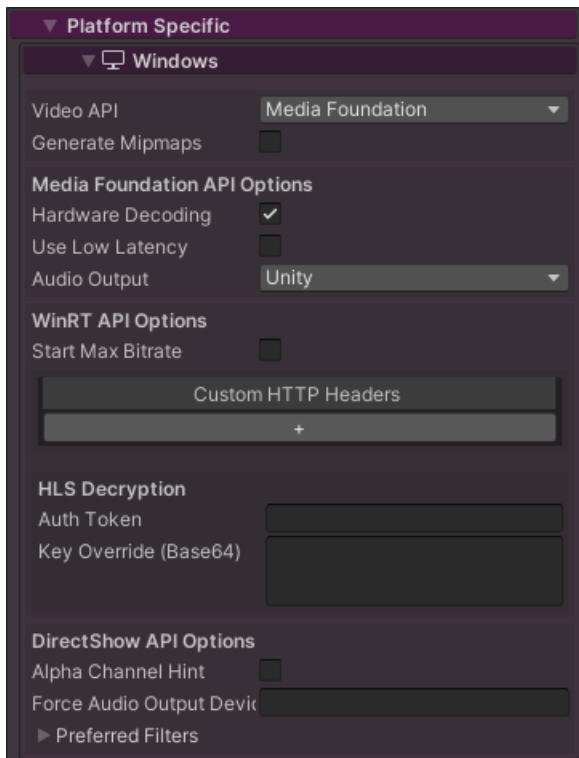 Platform Specific
Windows
Video API Media Foundation
Generate Mipmaps
Media Foundation API Options
Hardware Decoding
Use Low Latency
Audio Output Unity
WinRT API Options
Start Max Bitrate
Custom HTTP Headers
+
HLS Decryption
Auth Token
Key Override (Base64)
DirectShow API Options
Alpha Channel Hint
Force Audio Output Devic
Preferred Filters